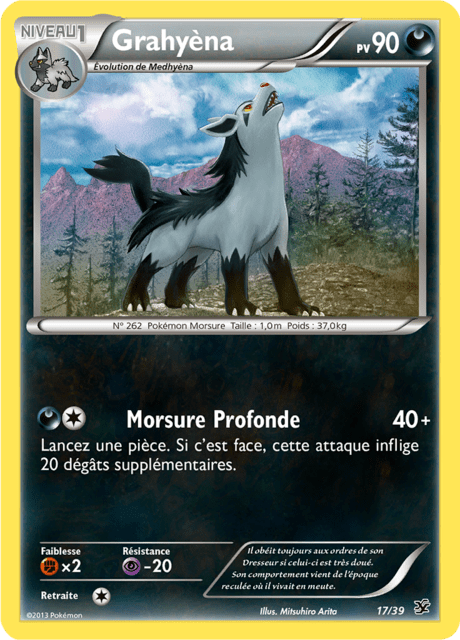 NIVEAU 1
Grahyèna
PV 90
Évolution de Medhyèna
N° 262 Pokémon Morsure Taille : 1,0m Poids : 37,0kg
Morsure Profonde 40+
Lancez une pièce. Si c'est face, cette attaque inflige
20 dégâts supplémentaires.
Faiblesse
×2
Résistance
-20
Retraite
Il obéit toujours aux ordres de son
Dresseur si celui-ci est très doué.
Son comportement vient de l'époque
reculée où il vivait en meute.
Illus. Mitsuhiro Arita
17/39
©2013 Pokémon